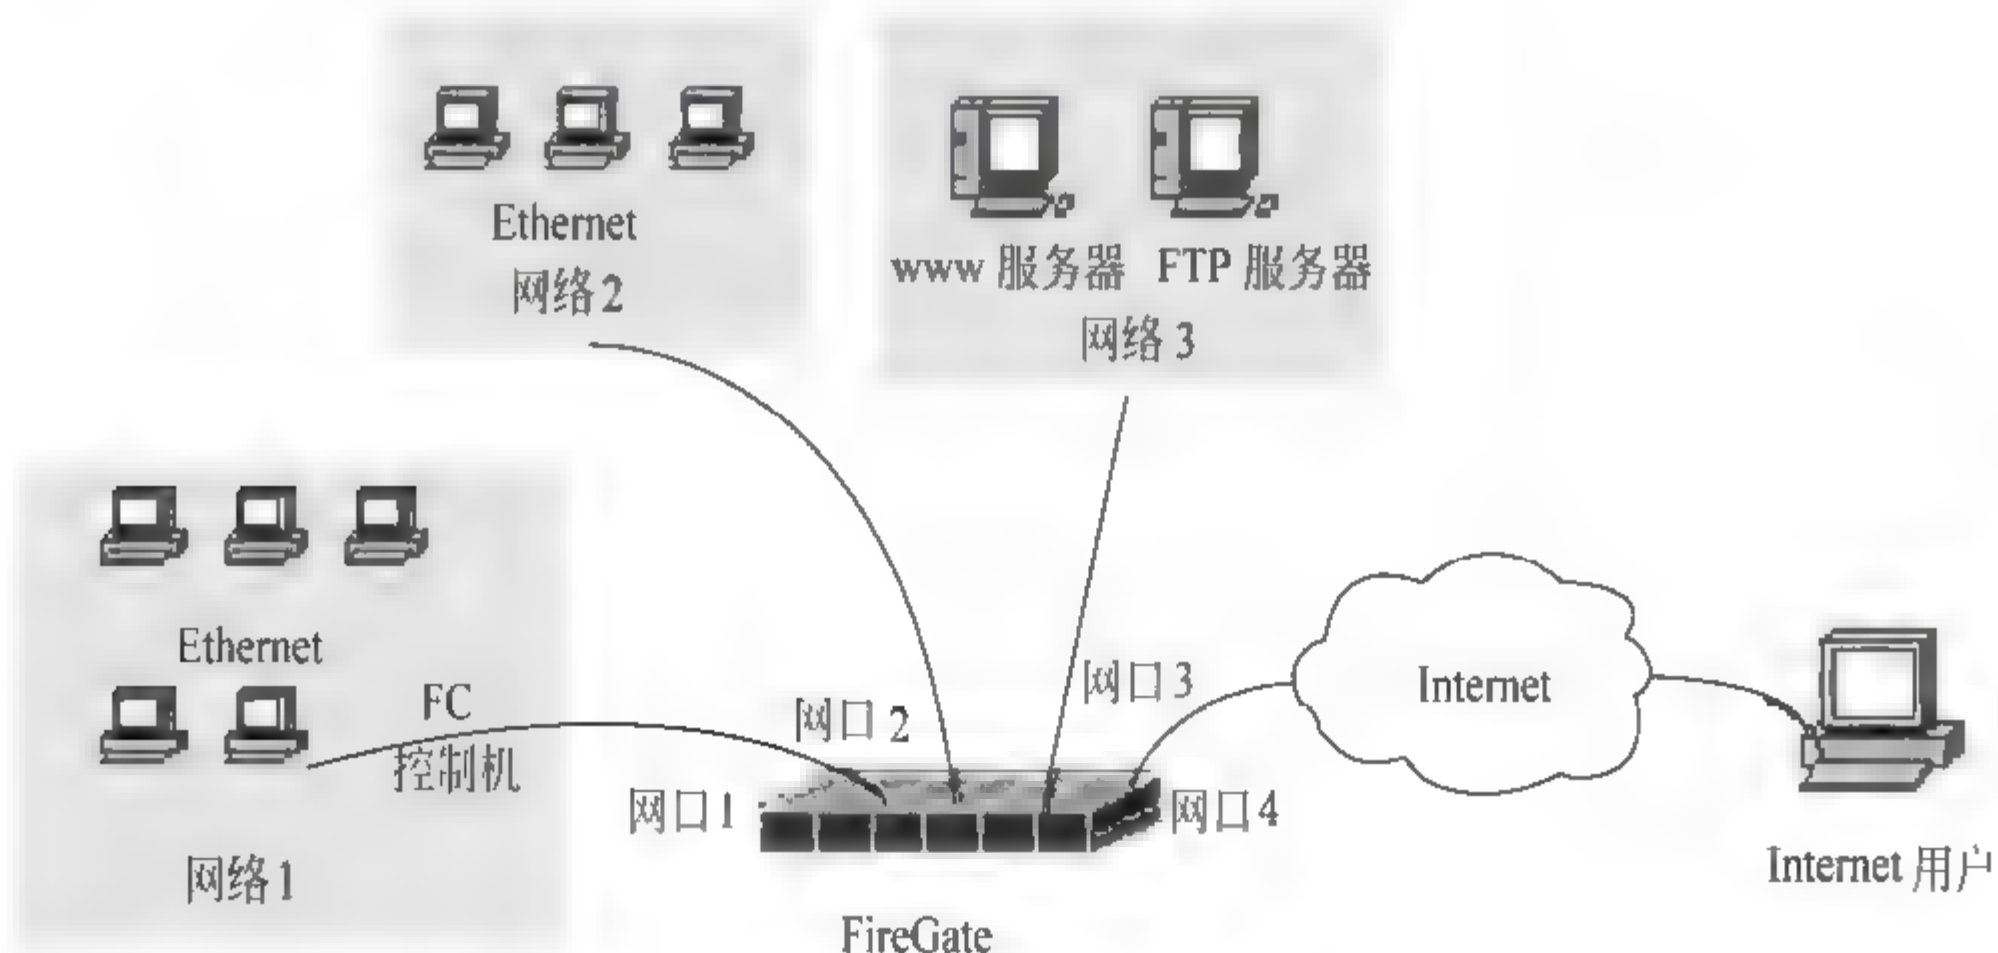 Ethernet
网络2
www 服务器
FTP 服务器
网络 3
Ethernet
FC
控制机
网络1
网口 2
网口 3
网口1
网口4
FireGate
Internet
Internet 用户